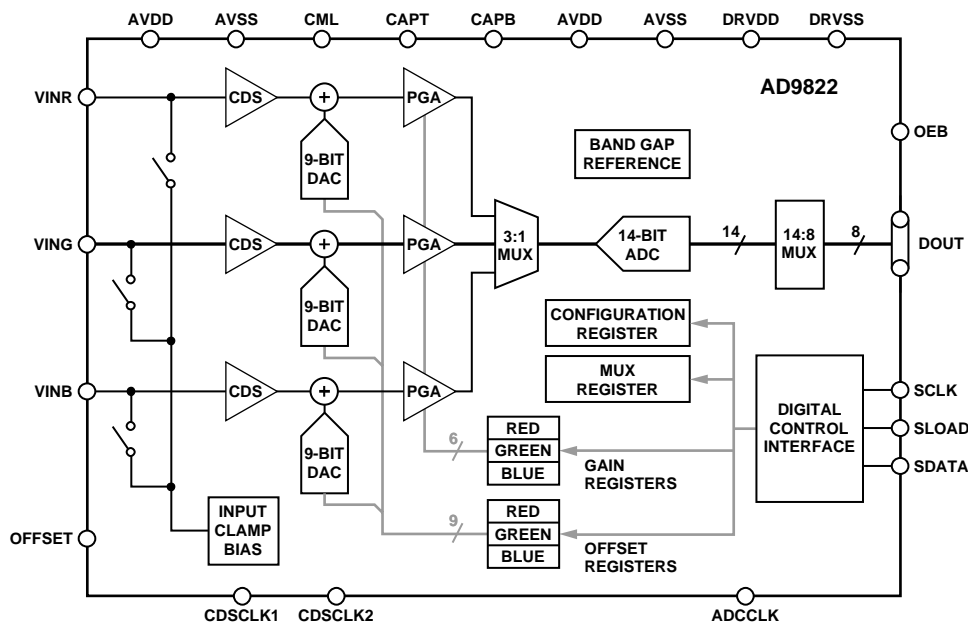 AVDD AVSS CML CAPT CAPB AVDD AVSS DRVDD DRVSS
AD9822
VINR
CDS
+
PGA
9-BIT
DAC
BAND GAP
REFERENCE
OEB
VING
CDS
+
PGA
9-BIT
DAC
3:1
MUX
14-BIT
ADC
14
14:8
MUX
8
DOUT
CONFIGURATION
REGISTER
MUX
REGISTER
VINB
CDS
+
PGA
9-BIT
DAC
DIGITAL
CONTROL
INTERFACE
SCLK
SLOAD
SDATA
6
RED
GREEN
BLUE
GAIN
REGISTERS
9
RED
GREEN
BLUE
OFFSET
REGISTERS
INPUT
CLAMP
BIAS
OFFSET
CDSCLK1 CDSCLK2 ADCCLK